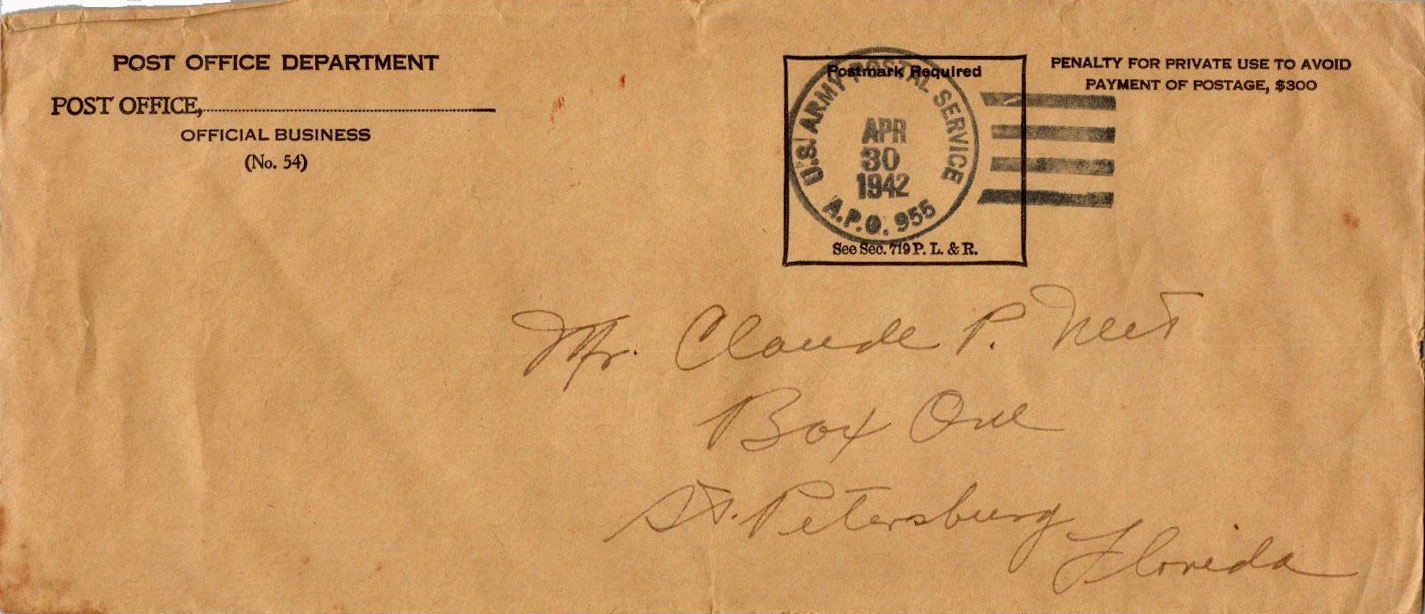 POST OFFICE DEPARTMENT
POST OFFICE,
OFFICIAL BUSINESS
(No. 54)
Postmark Required
U.S. ARMY POSTAL SERVICE
APR
30
1942
A.P.O. 955
See Sec. 719 P. L. & R.
PENALTY FOR PRIVATE USE TO AVOID
PAYMENT OF POSTAGE, $300
Mr. Claude P. Neet
Box One
St. Petersburg
Florida